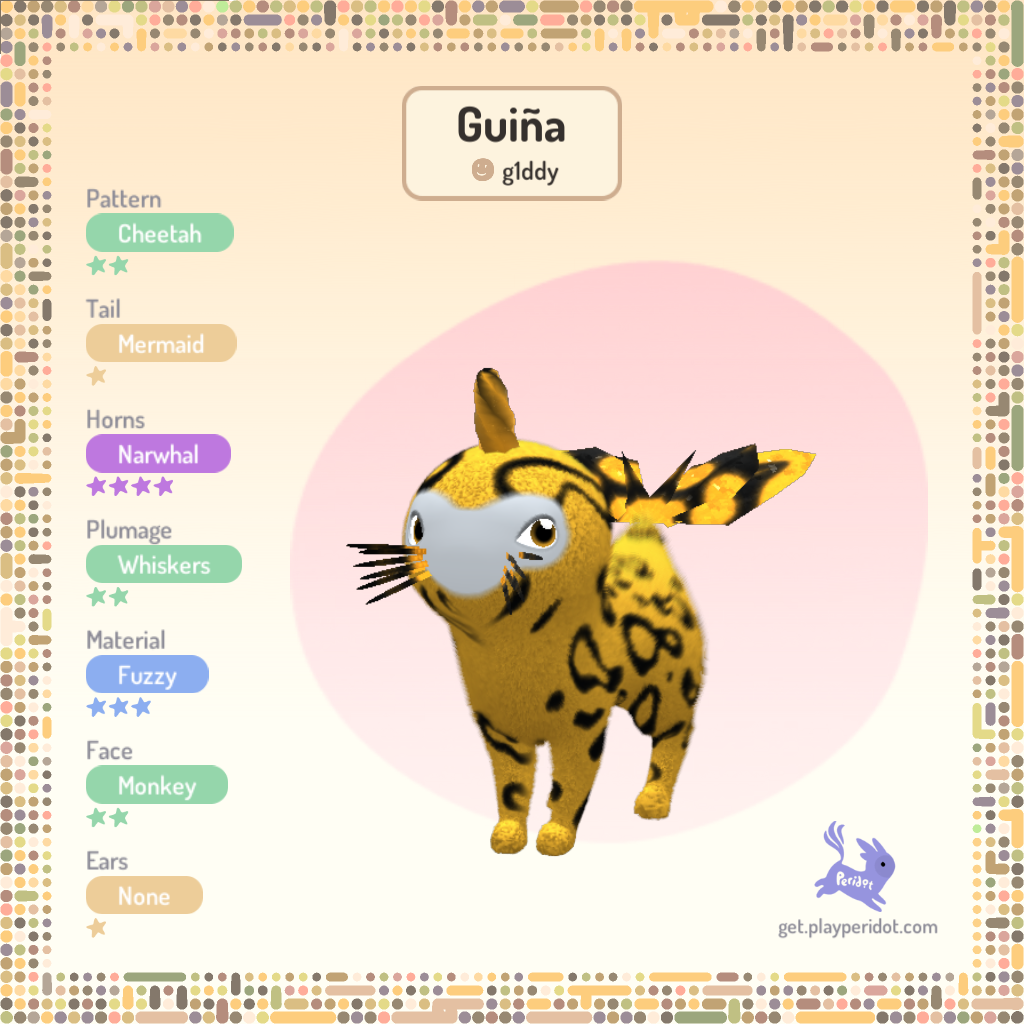 Guiña
g1ddy
Pattern
Cheetah
Tail
Mermaid
Horns
Narwhal
Plumage
Whiskers
Material
Fuzzy
Face
Monkey
Ears
None
Peridot
get.playperidot.com